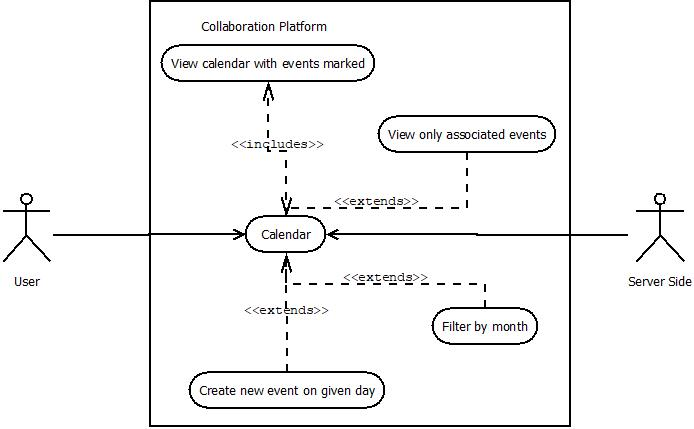 Collaboration Platform
View calendar with events marked
View only associated events
<<includes>>
<<extends>>
Calendar
User
Server Side
<<extends>>
<<extends>>
Filter by month
Create new event on given day